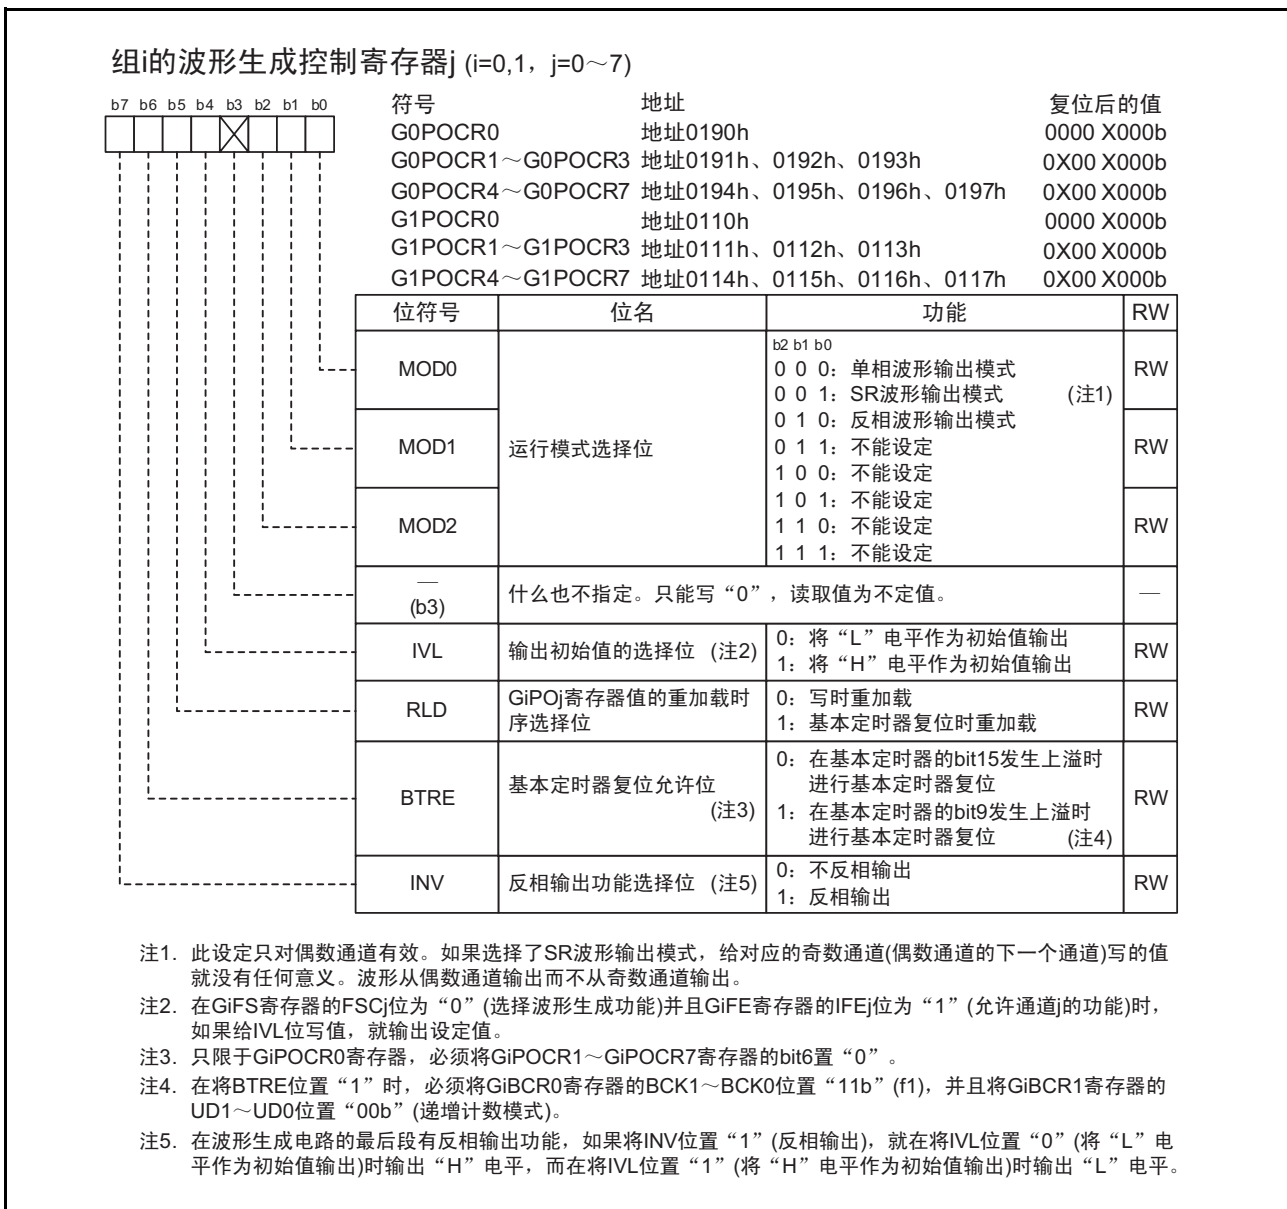 组i的波形生成控制寄存器j (i=0,1，j=0～7)
b7 b6 b5 b4 b3 b2 b1 b0
符号 地址 复位后的值
G0POCR0 地址0190h 0000 X000b
G0POCR1～G0POCR3 地址0191h、0192h、0193h 0X00 X000b
G0POCR4～G0POCR7 地址0194h、0195h、0196h、0197h 0X00 X000b
G1POCR0 地址0110h 0000 X000b
G1POCR1～G1POCR3 地址0111h、0112h、0113h 0X00 X000b
G1POCR4～G1POCR7 地址0114h、0115h、0116h、0117h 0X00 X000b
位符号 位名 功能 RW
MOD0 RW
MOD1 RW
MOD2 RW
运行模式选择位
b2 b1 b0
0 0 0：单相波形输出模式
0 0 1：SR波形输出模式 (注1)
0 1 0：反相波形输出模式
0 1 1：不能设定
1 0 0：不能设定
1 0 1：不能设定
1 1 0：不能设定
1 1 1：不能设定
—
(b3)
什么也不指定。只能写“0”，读取值为不定值。 —
IVL 输出初始值的选择位 (注2)
0：将“L”电平作为初始值输出
1：将“H”电平作为初始值输出
RW
RLD
GiPOj寄存器值的重加载时
序选择位
0：写时重加载
1：基本定时器复位时重加载
RW
BTRE
基本定时器复位允许位
(注3)
0：在基本定时器的bit15发生上溢时
进行基本定时器复位
1：在基本定时器的bit9发生上溢时
进行基本定时器复位 (注4)
RW
INV 反相输出功能选择位 (注5)
0：不反相输出
1：反相输出
RW
注1. 此设定只对偶数通道有效。如果选择了SR波形输出模式，给对应的奇数通道(偶数通道的下一个通道)写的值
就没有任何意义。波形从偶数通道输出而不从奇数通道输出。
注2. 在GiFS寄存器的FSCj位为“0”(选择波形生成功能)并且GiFE寄存器的IFEj位为“1”(允许通道j的功能)时，
如果给IVL位写值，就输出设定值。
注3. 只限于GiPOCR0寄存器，必须将GiPOCR1～GiPOCR7寄存器的bit6置“0”。
注4. 在将BTRE位置“1”时，必须将GiBCR0寄存器的BCK1～BCK0位置“11b”(f1)，并且将GiBCR1寄存器的
UD1～UD0位置“00b”(递增计数模式)。
注5. 在波形生成电路的最后段有反相输出功能，如果将INV位置“1”(反相输出)，就在将IVL位置“0”(将“L”电
平作为初始值输出)时输出“H”电平，而在将IVL位置“1”(将“H”电平作为初始值输出)时输出“L”电平。